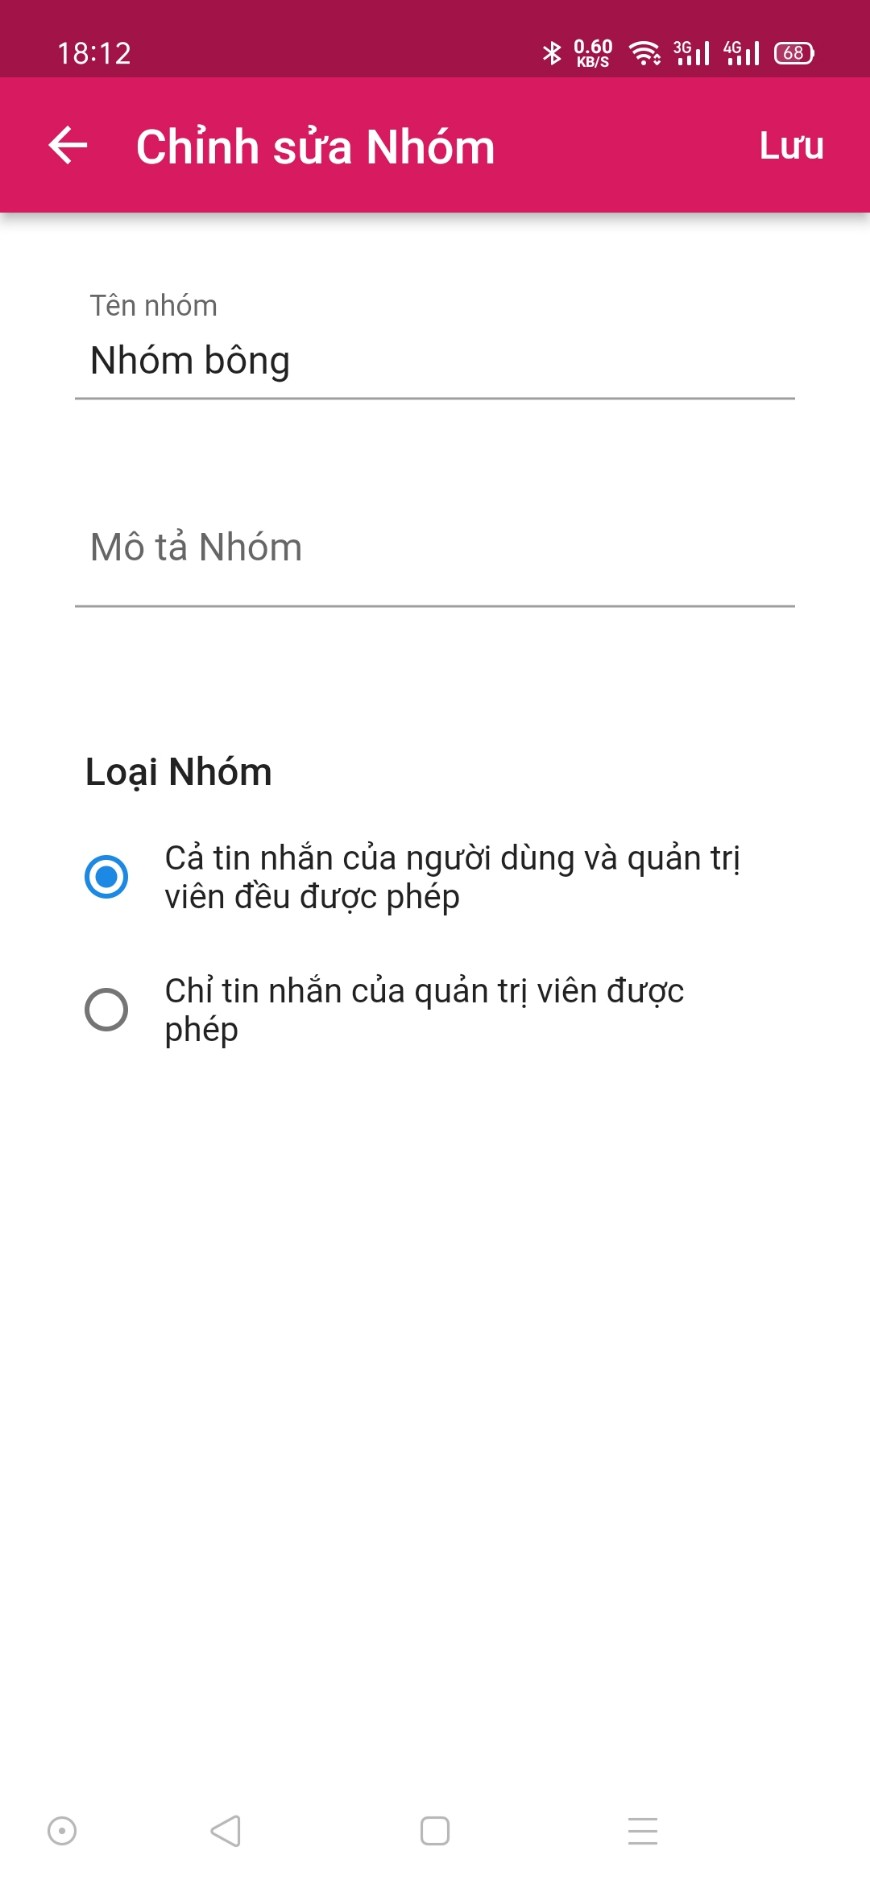 18:12
0.60
KB/S
3G
4G
68
Chỉnh sửa Nhóm
Lưu
Tên nhóm
Nhóm bông
Mô tả Nhóm
Loại Nhóm
Cả tin nhắn của người dùng và quản trị
viên đều được phép
Chỉ tin nhắn của quản trị viên được
phép